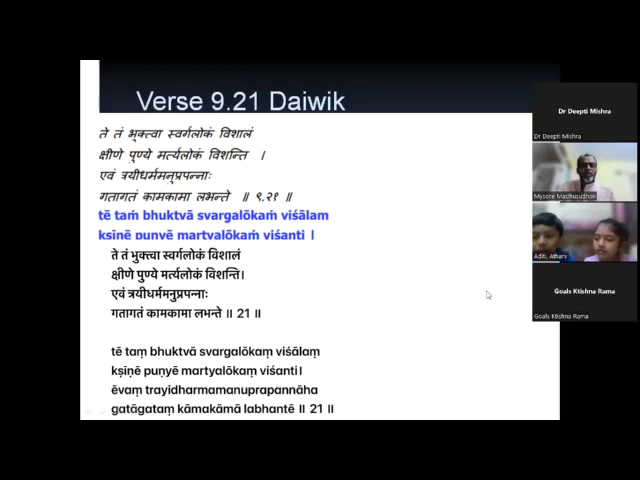 Verse 9.21 Daiwik
ते तं भुक्त्वा स्वर्गलोकं विशालं
क्षीणे पुण्ये मर्त्यलोकं विशन्ति ।
एवं त्रयीधर्ममनुप्रपन्नाः
गतागतं कामकामा लभन्ते ॥ ९.२१ ॥
tē taṁ bhuktvā svargalōkaṁ viśālam
kṣīṇē puṇyē martyalōkaṁ viśanti |
ते तं भुक्त्वा स्वर्गलोकं विशालं
क्षीणे पुण्ये मर्त्यलोकं विशन्ति।
एवं त्रयीधर्ममनुप्रपन्नाः
गतागतं कामकामा लभन्ते ॥ 21 ॥
tē taṃ bhuktvā svargalōkaṃ viśālaṃ
kṣīṇē puṇyē martyalōkaṃ viśanti।
ēvaṃ trayīdharmamanuprapannāha
gatāgataṃ kāmakāmā labhantē ॥ 21 ॥
Dr Deepti Mishra
Dr Deepti Mishra
Mysore Madhusudhan
Aditi, Atharv
Goals Ktishna Rama
Goals Ktishna Rama